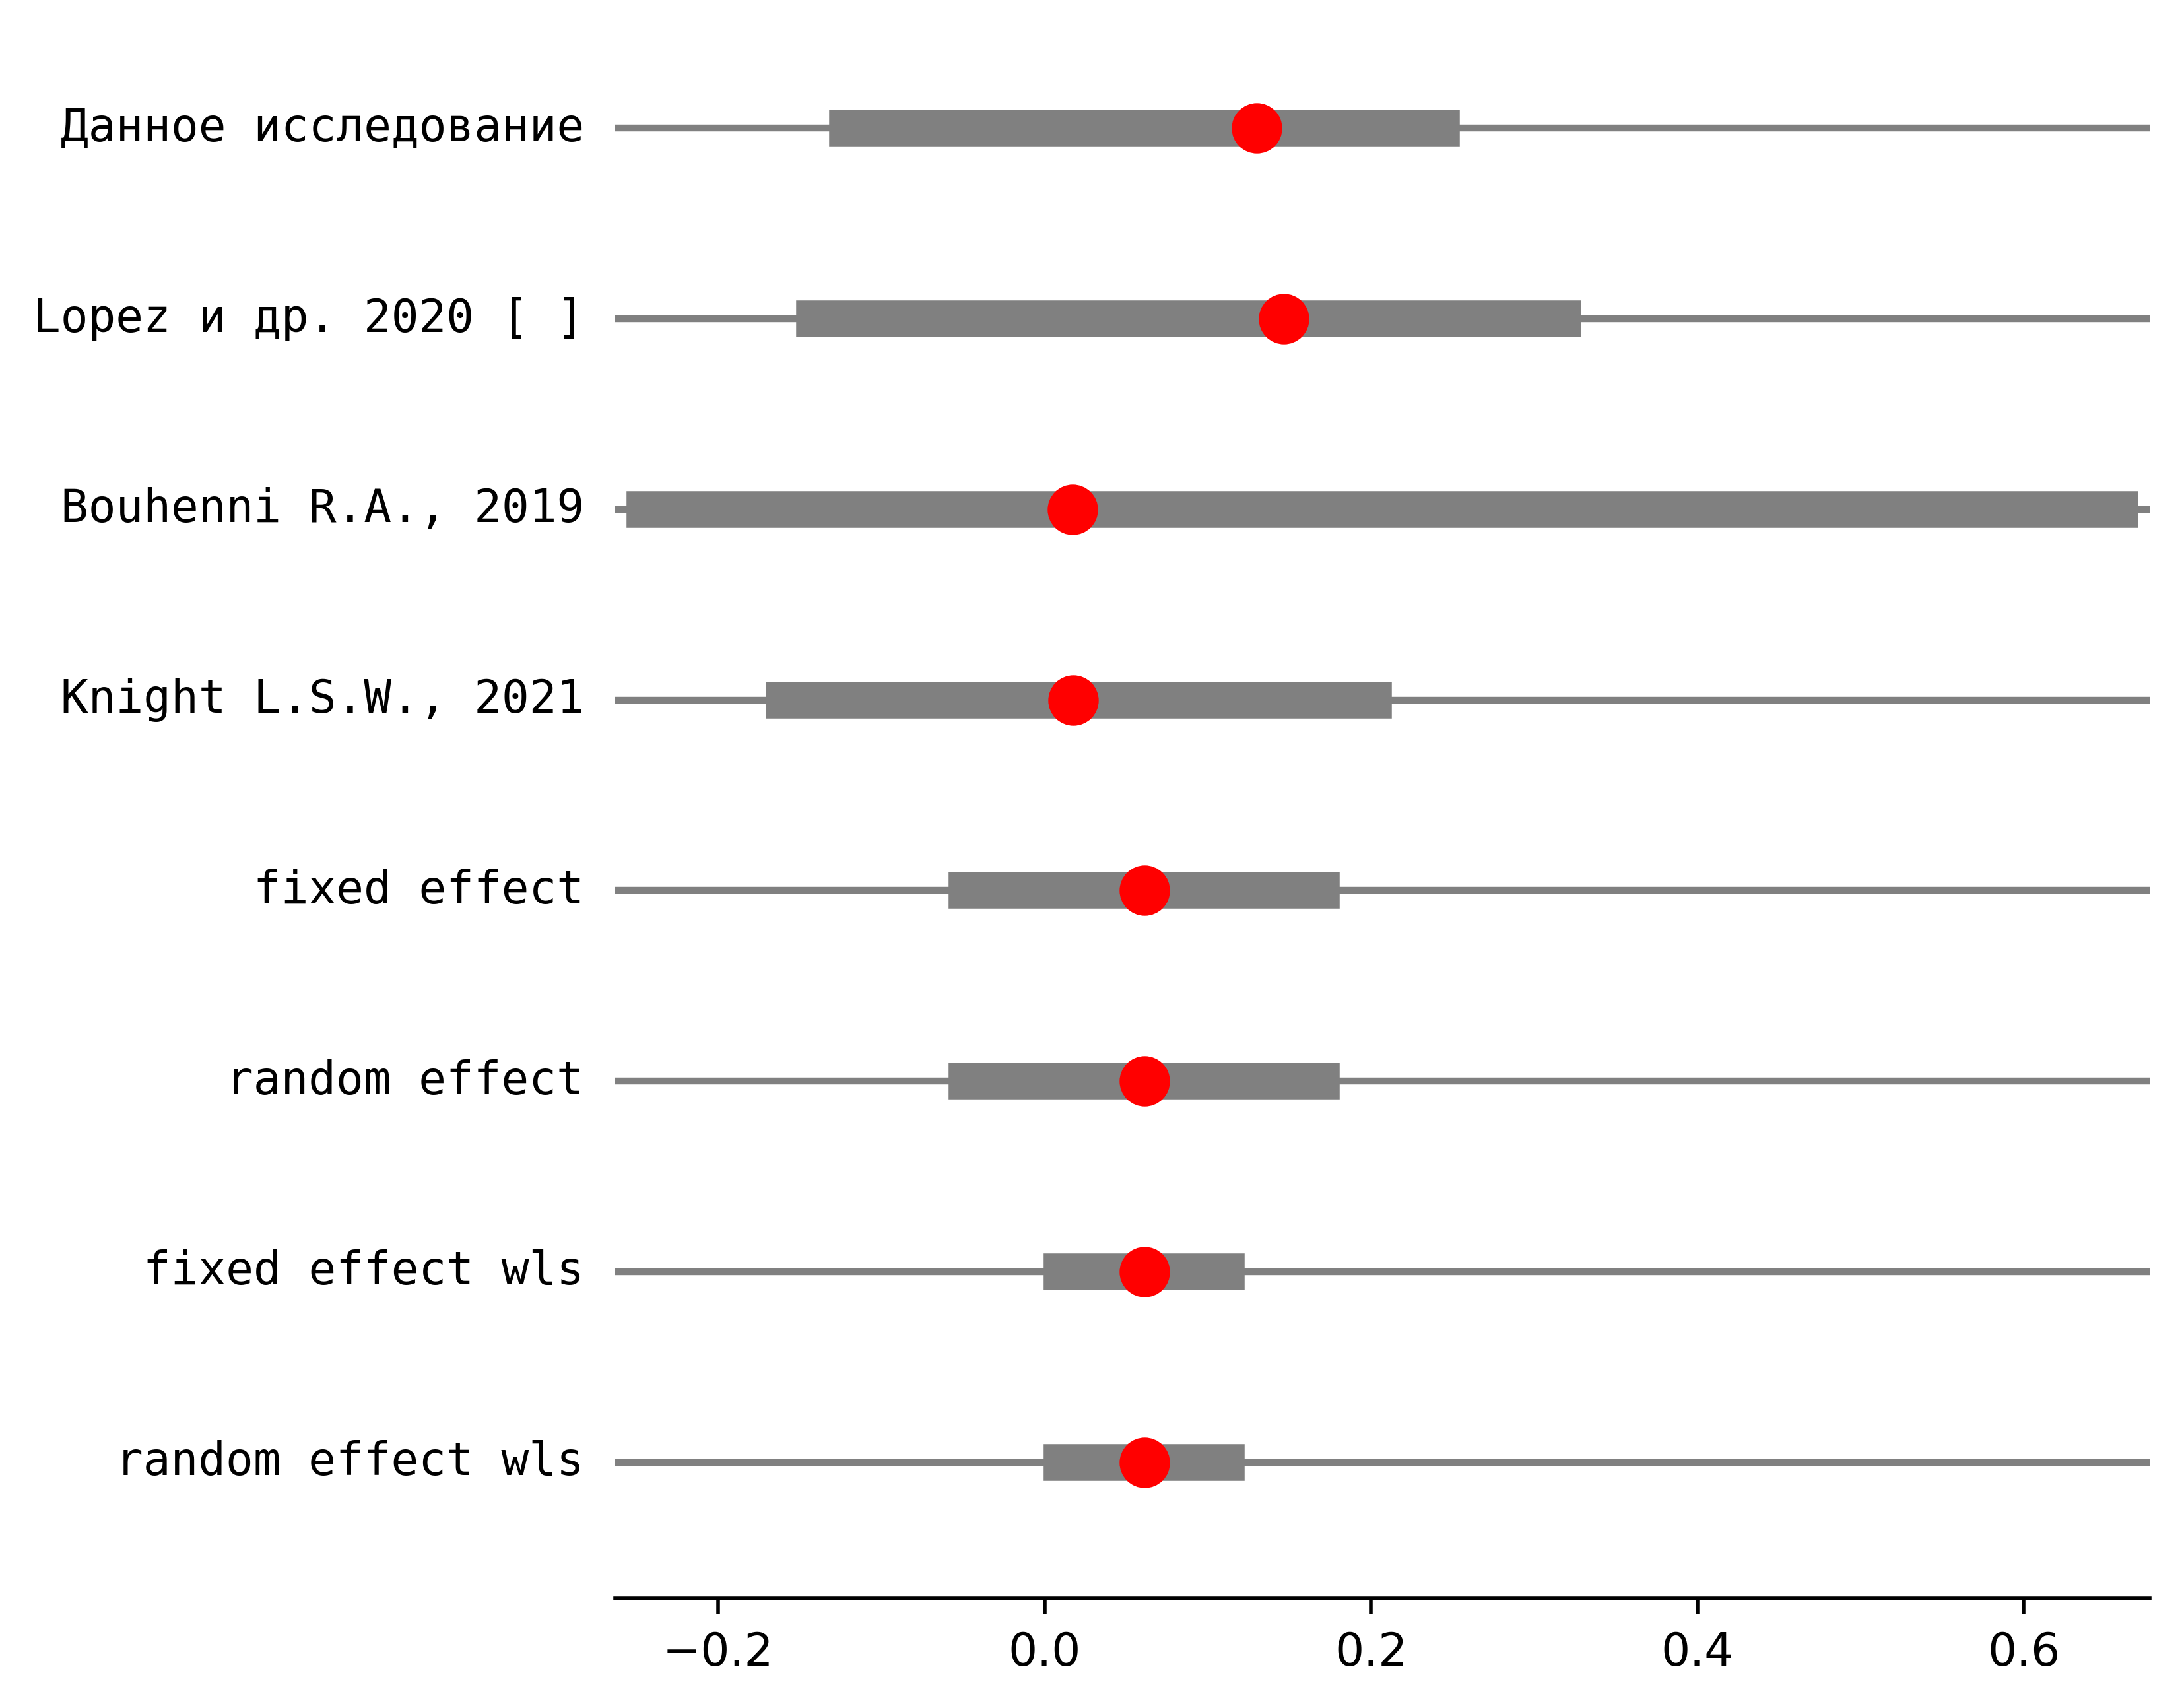 Данное исследование
Lopez и др. 2020 [ ]
Bouhenni R.A., 2019
Knight L.S.W., 2021
fixed effect
random effect
fixed effect wls
random effect wls
−0.2 0.0 0.2 0.4 0.6